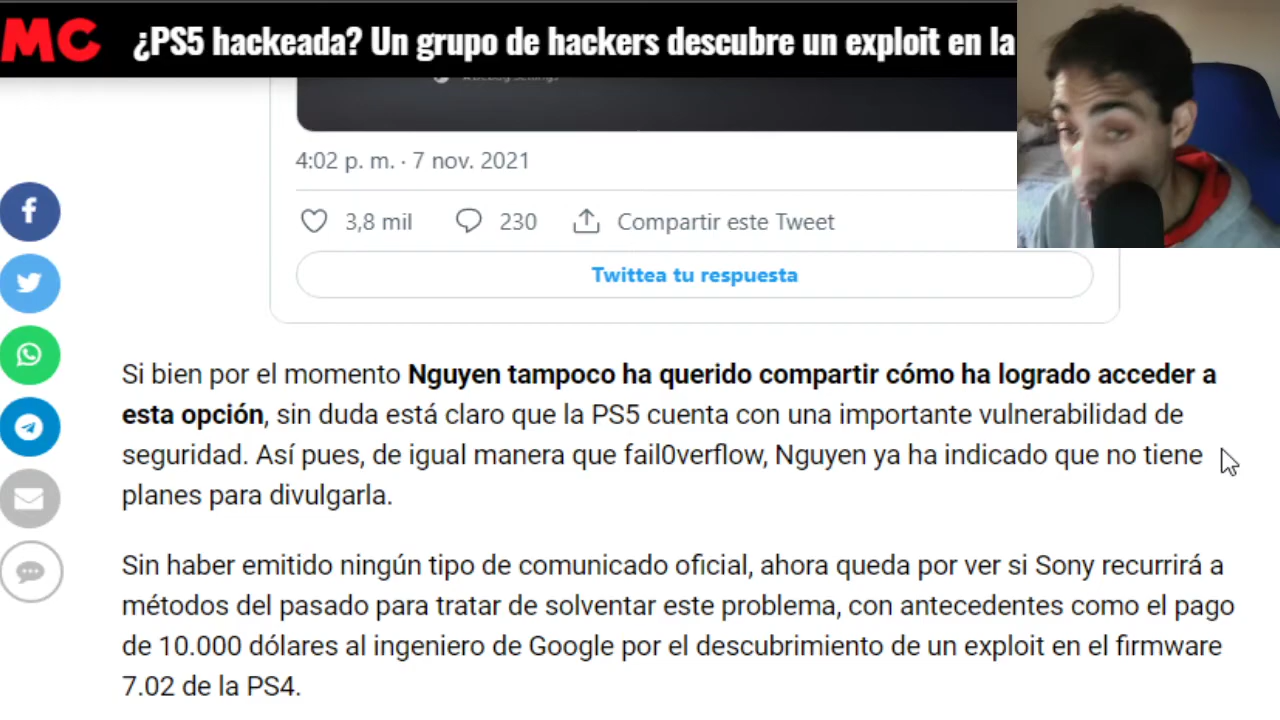 MC ¿PS5 hackeada? Un grupo de hackers descubre un exploit en la
4:02 p. m. · 7 nov. 2021
3,8 mil 230 Compartir este Tweet
Twittea tu respuesta
Si bien por el momento Nguyen tampoco ha querido compartir cómo ha logrado acceder a
esta opción, sin duda está claro que la PS5 cuenta con una importante vulnerabilidad de
seguridad. Así pues, de igual manera que fail0verflow, Nguyen ya ha indicado que no tiene
planes para divulgarla.
Sin haber emitido ningún tipo de comunicado oficial, ahora queda por ver si Sony recurrirá a
métodos del pasado para tratar de solventar este problema, con antecedentes como el pago
de 10.000 dólares al ingeniero de Google por el descubrimiento de un exploit en el firmware
7.02 de la PS4.